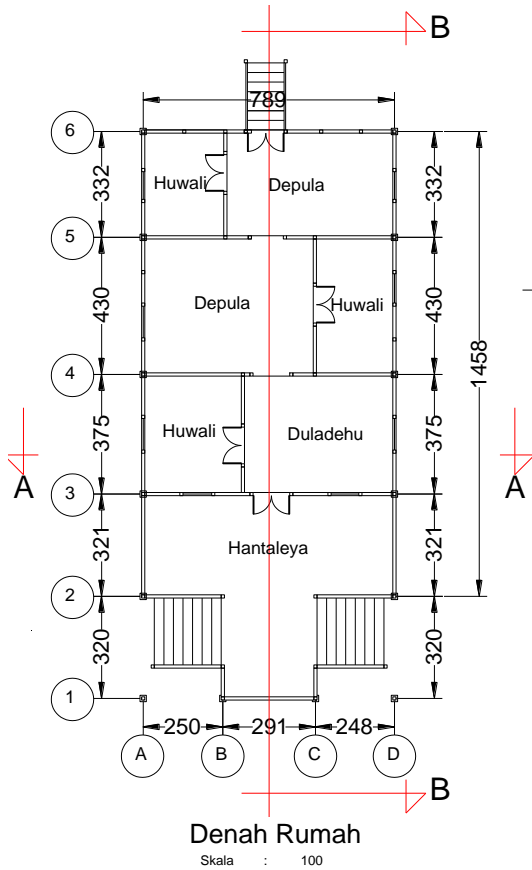 B
789
6
332
Huwali
Depula
332
5
430
Depula
Huwali
430
1458
4
375
Huwali
Duladehu
375
A
A
3
321
Hantaleya
321
2
320
320
1
250
291
248
A
B
C
D
B
Denah Rumah
Skala : 100